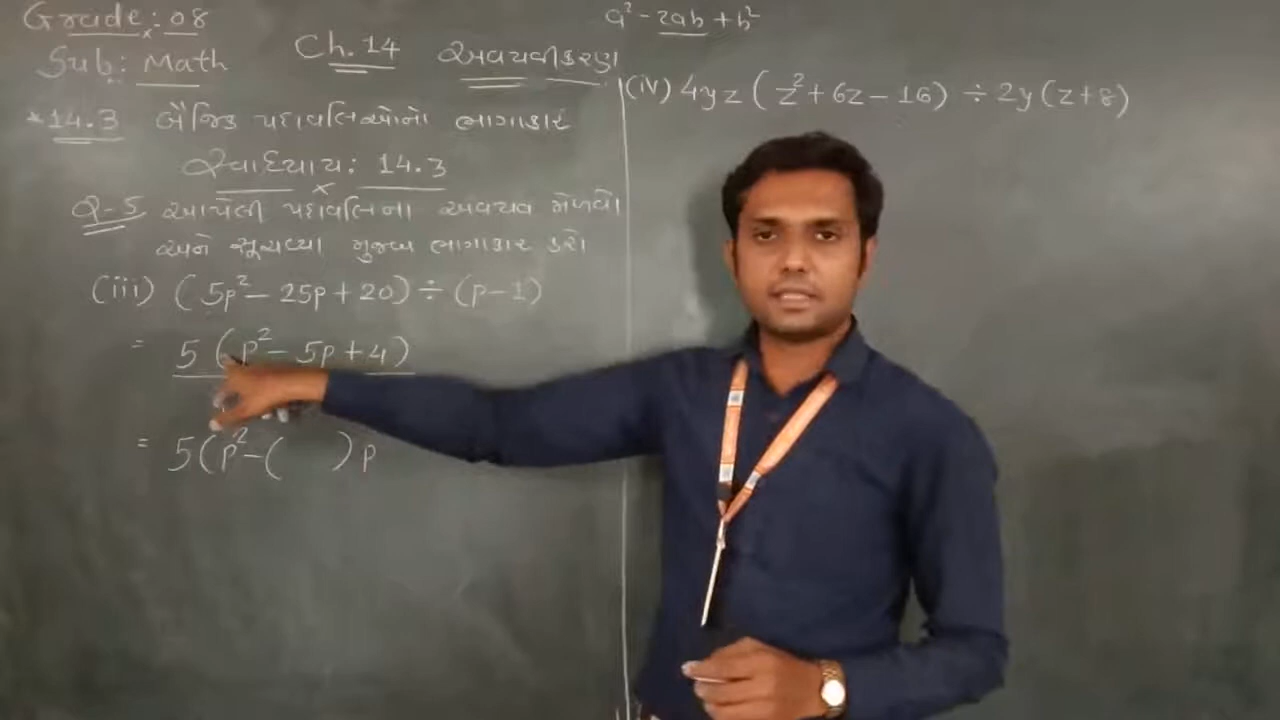 Grade: 08
Sub: Math
Ch. 14 અવયવીકરણ
* 14.3 બૈજિક પદાવલિઓનો ભાગાકાર
સ્વાધ્યાય: 14.3
Q-5 આપેલી પદાવલિના અવયવ મેળવો
અને સૂચવ્યા મુજબ ભાગાકાર કરો
(iii) (5p² - 25p + 20) ÷ (p - 1)
= 5 (p² - 5p + 4)
= 5 (p² - ( ) p
a² - 2ab + b²
(iv) 4yz (z² + 6z - 16) ÷ 2y (z + 8)